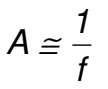 A ≅ 1/f